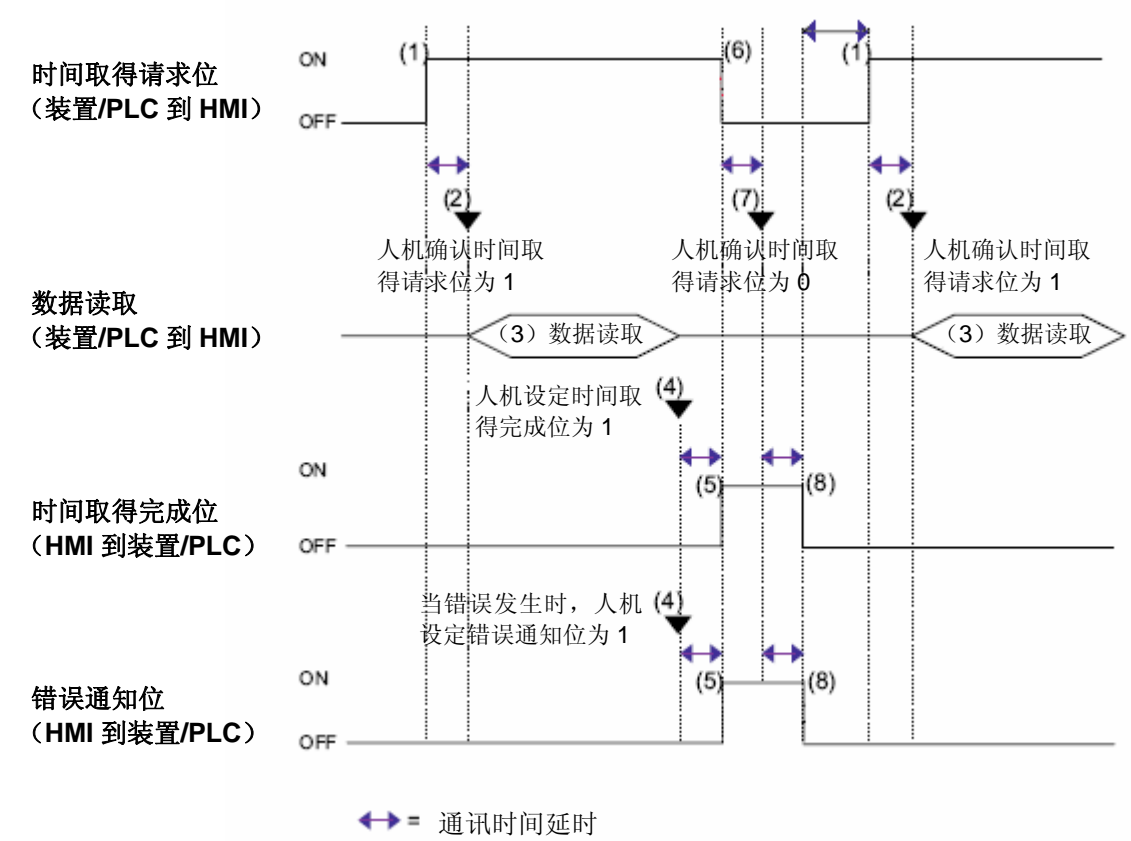 (1)
(6)
(1)
ON
时间取得请求位
（装置/PLC 到 HMI）
OFF
(2)
(7)
(2)
人机确认时间取
得请求位为 1
人机确认时间取
得请求位为 0
人机确认时间取
得请求位为 1
数据读取
（装置/PLC 到 HMI）
（3）数据读取
（3）数据读取
人机设定时间取
得完成位为 1
(4)
ON
(5)
(8)
时间取得完成位
（HMI 到装置/PLC）
OFF
当错误发生时，人机
设定错误通知位为 1
(4)
ON
(5)
(8)
错误通知位
（HMI 到装置/PLC）
OFF
= 通讯时间延时